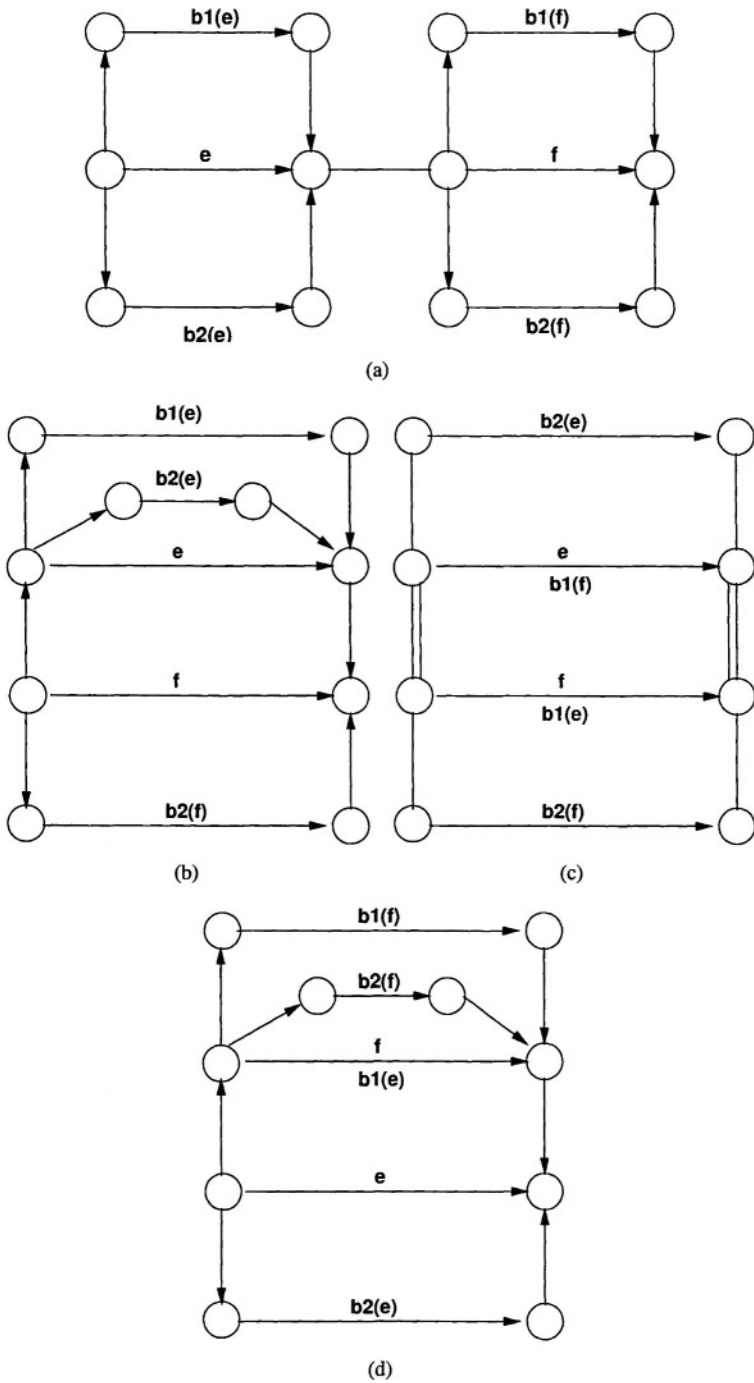 b1(e) b1(f)
e f
b2(e) b2(f)
(a)
b1(e) b2(e)
b2(e)
e e
b1(f)
f f
b1(e)
b2(f) b2(f)
(b) (c)
b1(f)
b2(f)
f
b1(e)
e
b2(e)
(d)